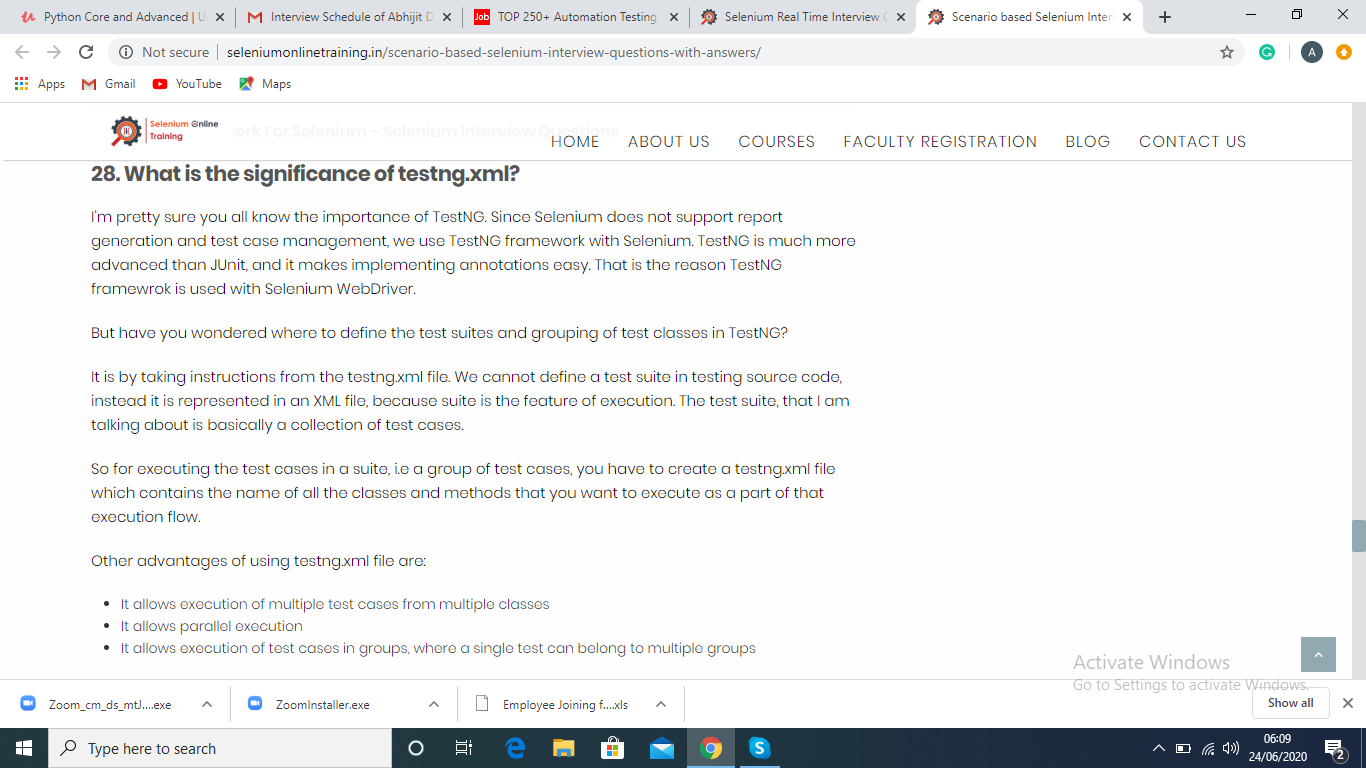 Python Core and Advanced | U
Interview Schedule of Abhijit D
Job TOP 250+ Automation Testing
Selenium Real Time Interview
Scenario based Selenium Inter
Not secure seleniumonlinetraining.in/scenario-based-selenium-interview-questions-with-answers/
A
Apps Gmail YouTube Maps
Selenium Online
Training
ork For Selenium – Selenium Interview Questions
HOME ABOUT US COURSES FACULTY REGISTRATION BLOG CONTACT US
28. What is the significance of testng.xml?
I'm pretty sure you all know the importance of TestNG. Since Selenium does not support report
generation and test case management, we use TestNG framework with Selenium. TestNG is much more
advanced than JUnit, and it makes implementing annotations easy. That is the reason TestNG
framewrok is used with Selenium WebDriver.
But have you wondered where to define the test suites and grouping of test classes in TestNG?
It is by taking instructions from the testng.xml file. We cannot define a test suite in testing source code,
instead it is represented in an XML file, because suite is the feature of execution. The test suite, that I am
talking about is basically a collection of test cases.
So for executing the test cases in a suite, i.e a group of test cases, you have to create a testng.xml file
which contains the name of all the classes and methods that you want to execute as a part of that
execution flow.
Other advantages of using testng.xml file are:
• It allows execution of multiple test cases from multiple classes
• It allows parallel execution
• It allows execution of test cases in groups, where a single test can belong to multiple groups
Activate Windows
Go to Settings to activate Windows.
Zoom_cm_ds_mtJ....exe
ZoomInstaller.exe
Employee Joining f....xls
Show all
Type here to search
06:09
24/06/2020
2